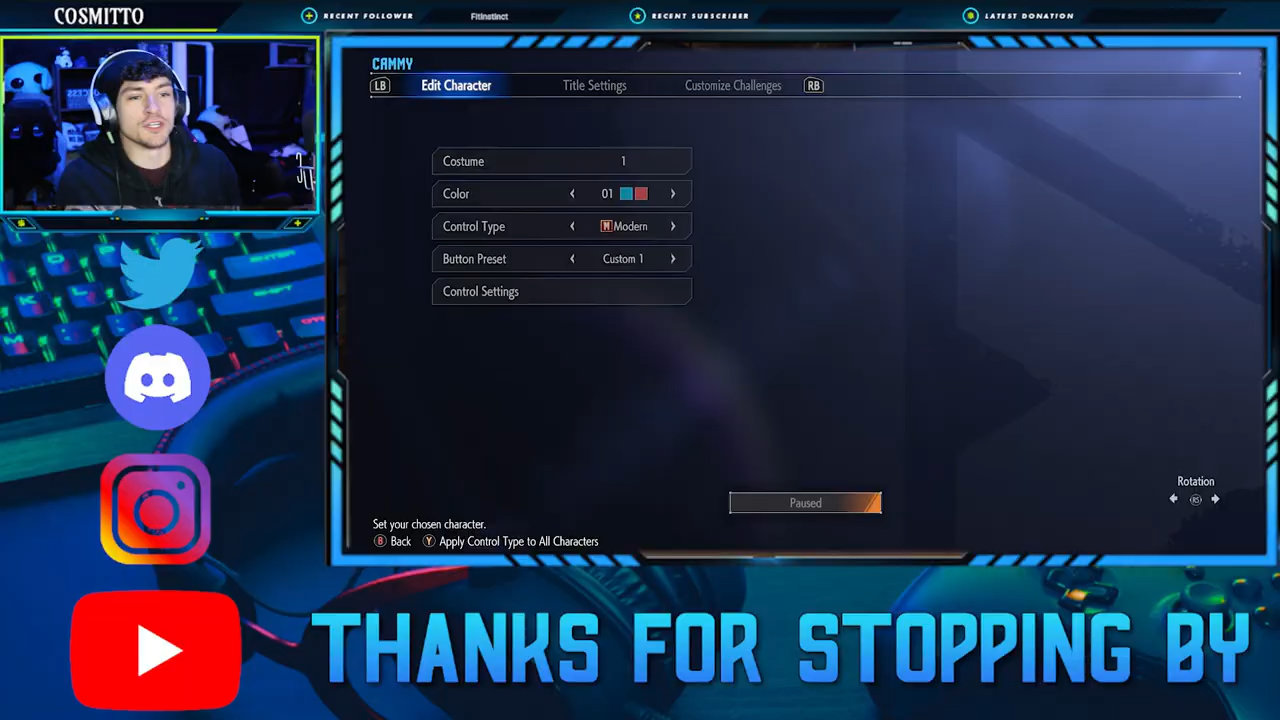 COSMITTO
RECENT FOLLOWER
FitInstinct
RECENT SUBSCRIBER
LATEST DONATION
CAMMY
LB Edit Character Title Settings Customize Challenges RB
Costume 1
Color 01
Control Type M Modern
Button Preset Custom 1
Control Settings
Rotation
RS
Paused
Set your chosen character.
B Back Y Apply Control Type to All Characters
THANKS FOR STOPPING BY